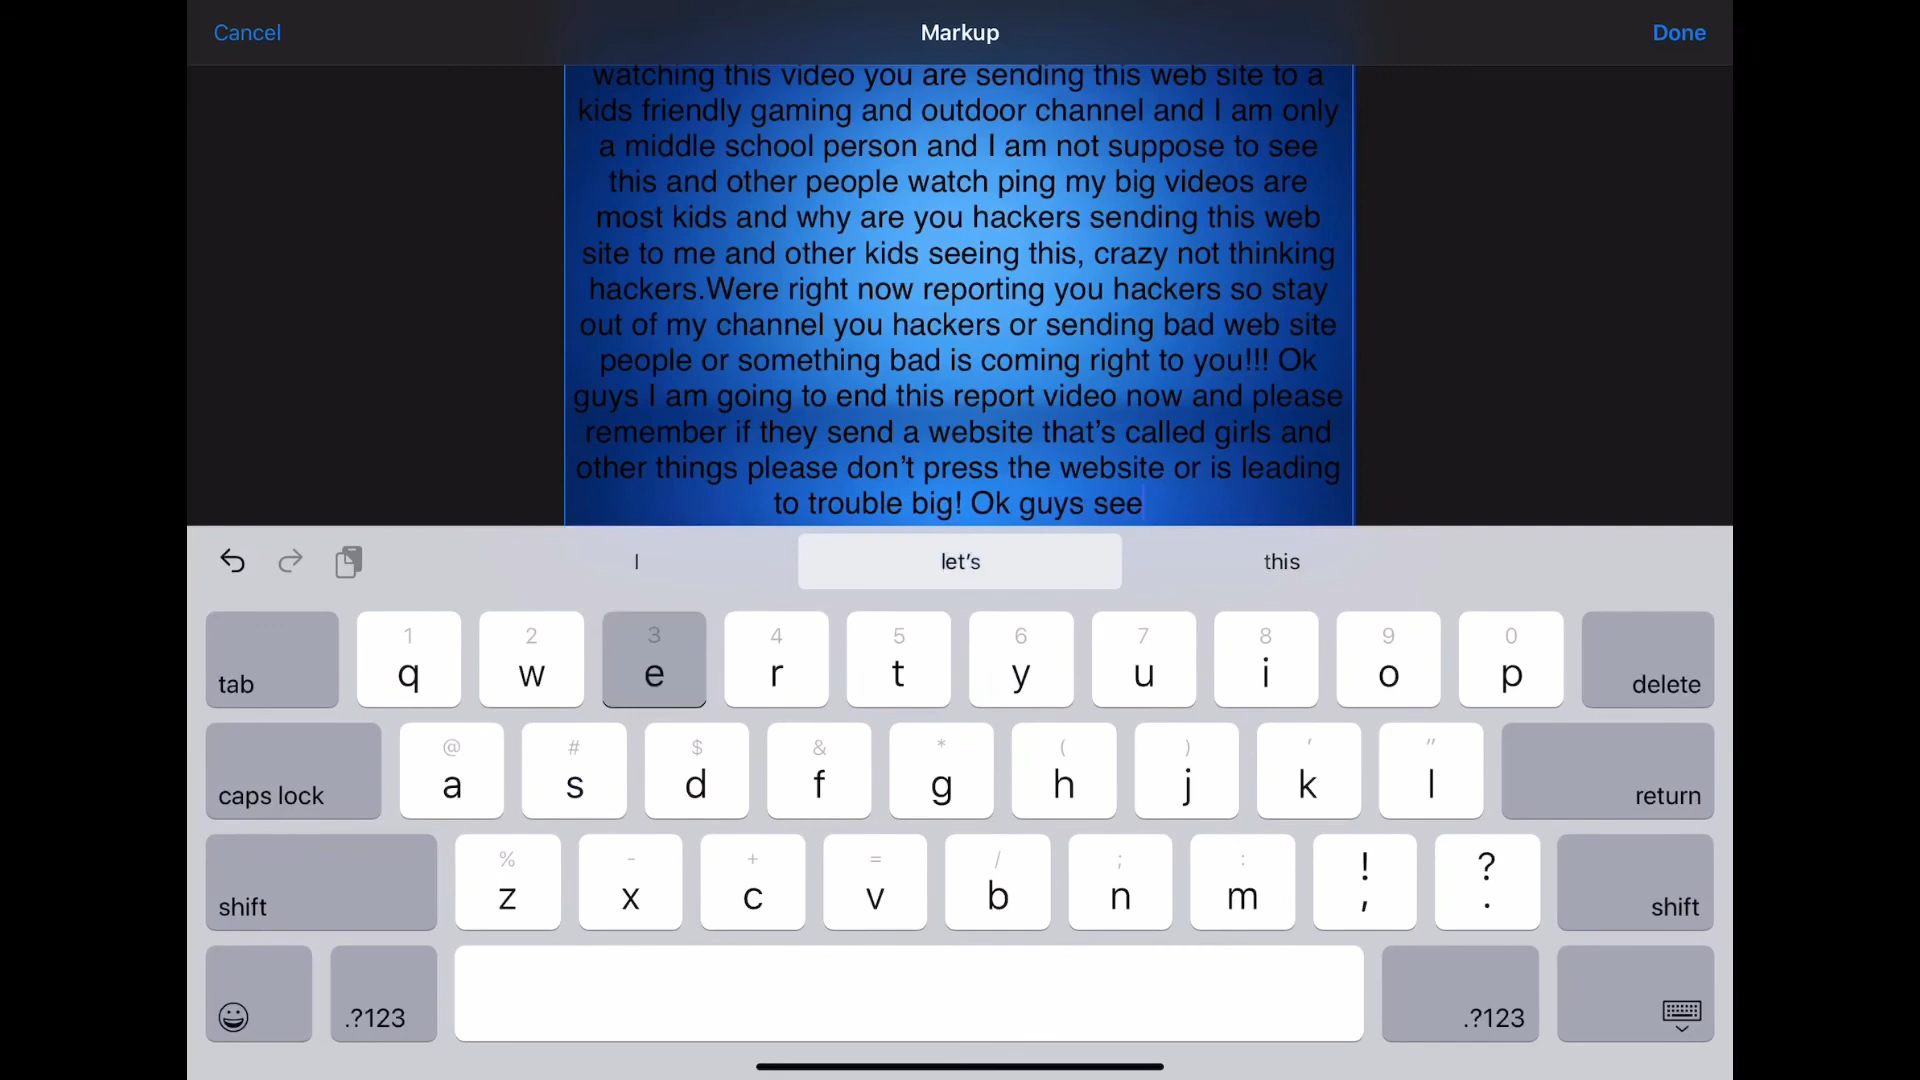 Cancel
Markup
Done
watching this video you are sending this web site to a
kids friendly gaming and outdoor channel and I am only
a middle school person and I am not suppose to see
this and other people watch ping my big videos are
most kids and why are you hackers sending this web
site to me and other kids seeing this, crazy not thinking
hackers.Were right now reporting you hackers so stay
out of my channel you hackers or sending bad web site
people or something bad is coming right to you!!! Ok
guys I am going to end this report video now and please
remember if they send a website that’s called girls and
other things please don’t press the website or is leading
to trouble big! Ok guys see
I let’s this
1 2 3 4 5 6 7 8 9 0
tab q w e r t y u i o p delete
@ # $ & * ( ) ' "
caps lock a s d f g h j k l return
% - + = / ; : ! ?
shift z x c v b n m , . shift
.?123 .?123